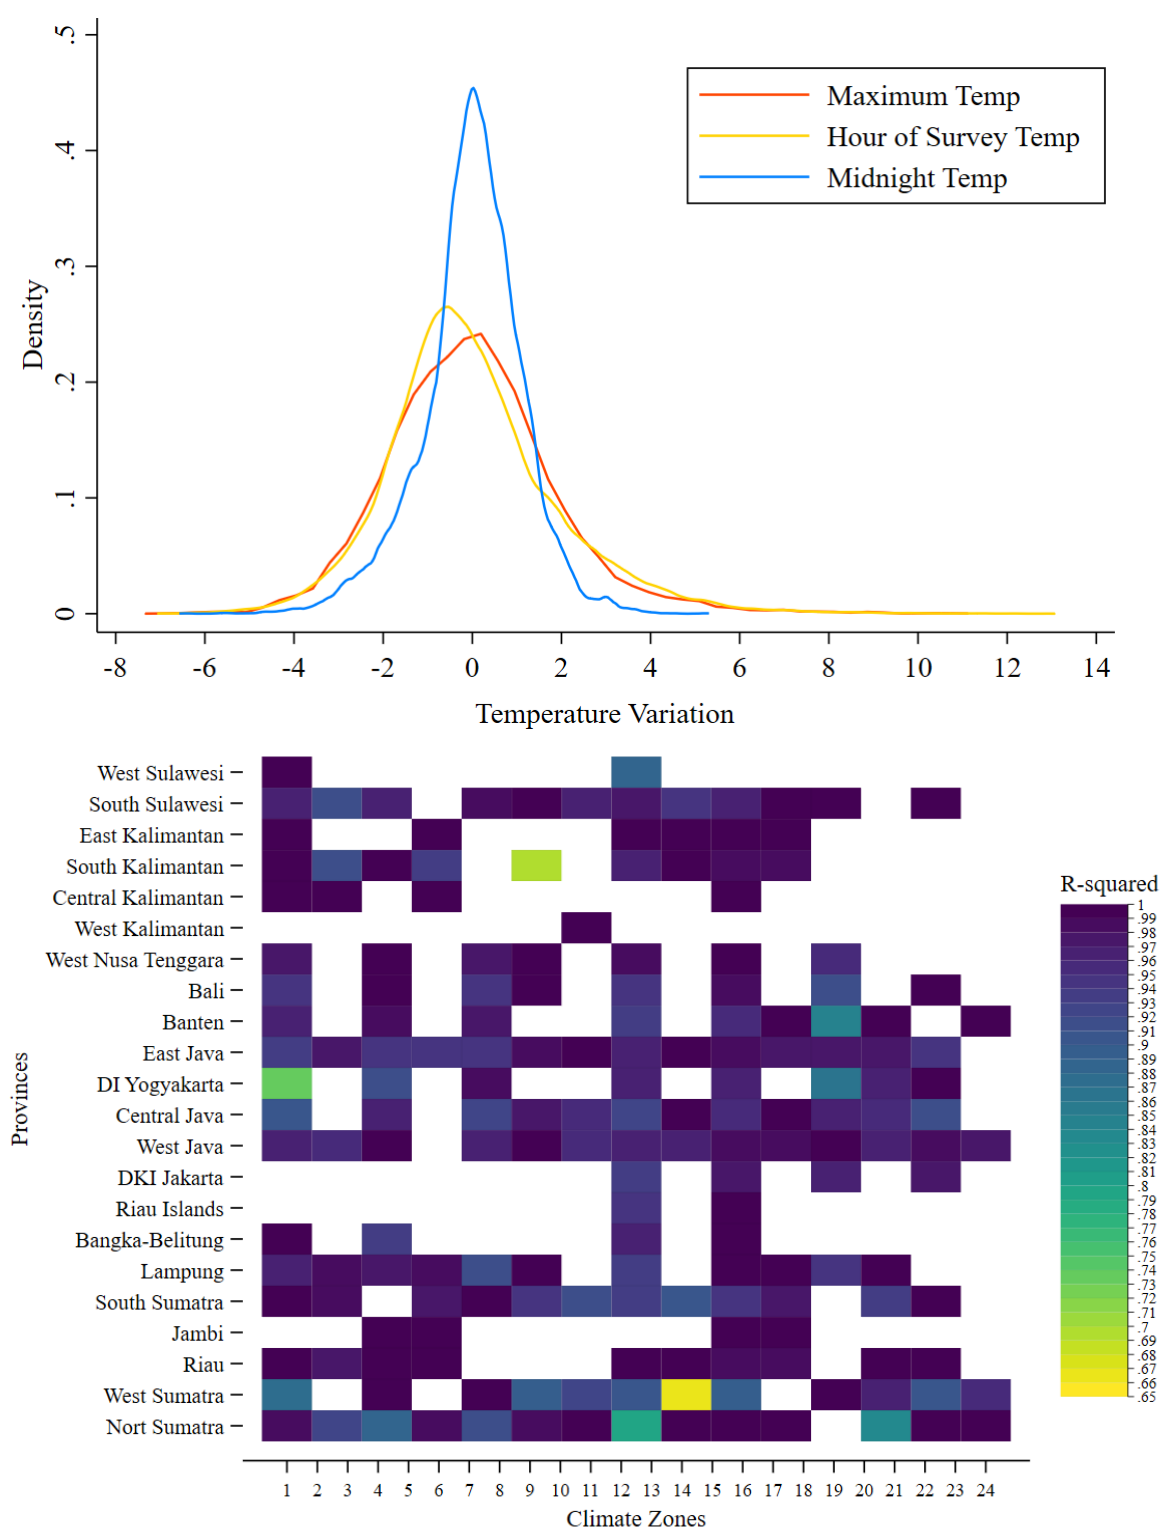 .5
.4
.3
.2
.1
0
Density
Maximum Temp
Hour of Survey Temp
Midnight Temp
-8 -6 -4 -2 0 2 4 6 8 10 12 14
Temperature Variation
West Sulawesi
South Sulawesi
East Kalimantan
South Kalimantan
Central Kalimantan
West Kalimantan
West Nusa Tenggara
Bali
Banten
East Java
DI Yogyakarta
Central Java
West Java
DKI Jakarta
Riau Islands
Bangka-Belitung
Lampung
South Sumatra
Jambi
Riau
West Sumatra
Nort Sumatra
Provinces
1 2 3 4 5 6 7 8 9 10 11 12 13 14 15 16 17 18 19 20 21 22 23 24
Climate Zones
R-squared
1
.99
.98
.97
.96
.95
.94
.93
.92
.91
.9
.89
.88
.87
.86
.85
.84
.83
.82
.81
.8
.79
.78
.77
.76
.75
.74
.73
.72
.71
.7
.69
.68
.67
.66
.65